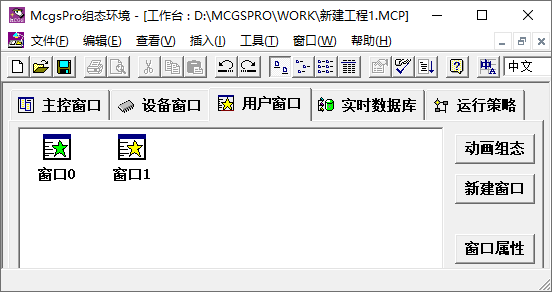 McgsPro组态环境 - [工作台 : D:\MCGSPRO\WORK\新建工程1.MCP]
文件(F) 编辑(E) 查看(V) 插入(I) 工具(T) 窗口(W) 帮助(H)
中文
主控窗口 设备窗口 用户窗口 实时数据库 运行策略
窗口0 窗口1
动画组态
新建窗口
窗口属性